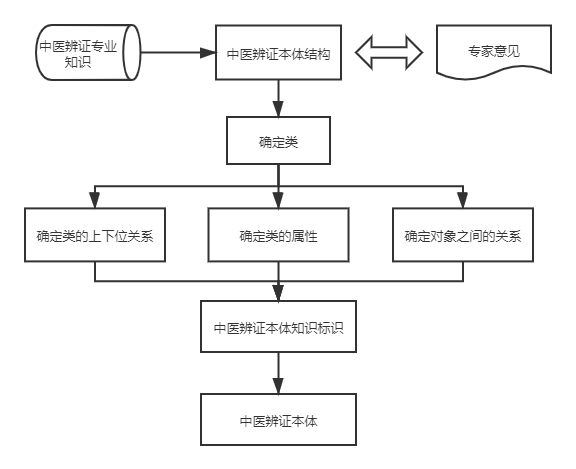 中医辨证专业
知识
中医辨证本体结构
专家意见
确定类
确定类的上下位关系
确定类的属性
确定对象之间的关系
中医辨证本体知识标识
中医辨证本体